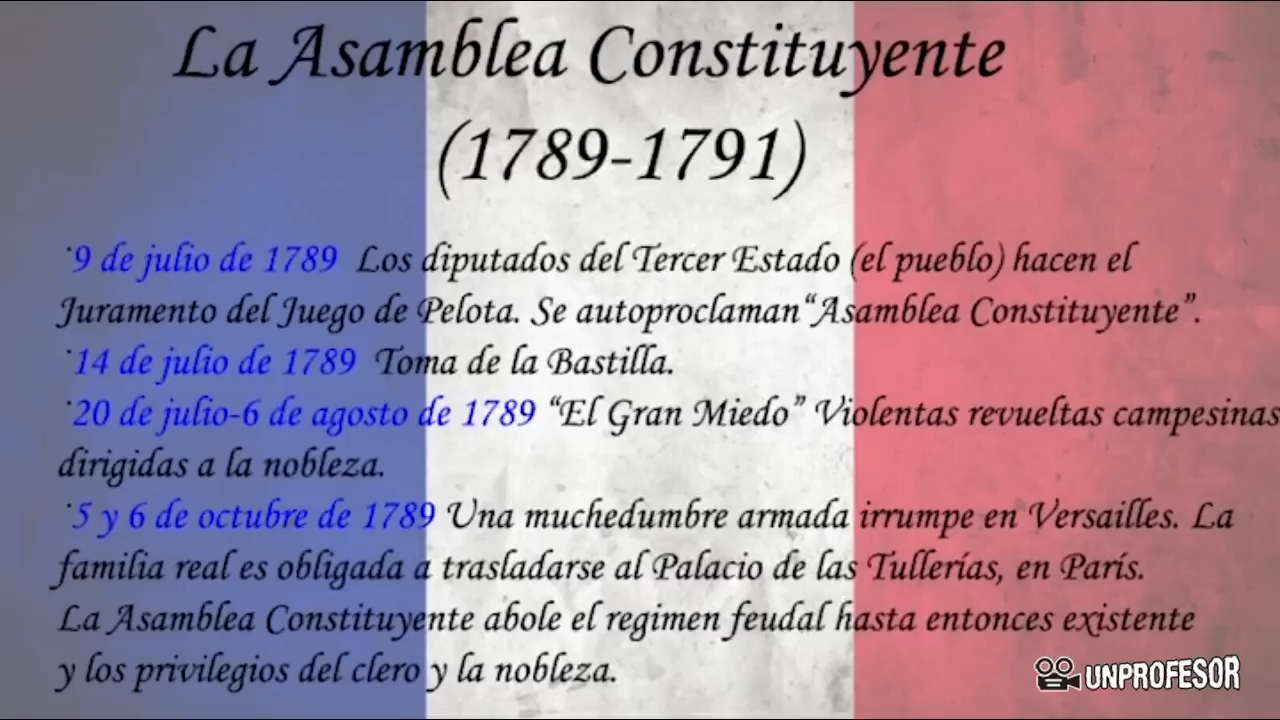 La Asamblea Constituyente
(1789-1791)
·9 de julio de 1789 Los diputados del Tercer Estado (el pueblo) hacen el
Juramento del Juego de Pelota. Se autoproclaman “Asamblea Constituyente”.
·14 de julio de 1789 Toma de la Bastilla.
·20 de julio-6 de agosto de 1789 “El Gran Miedo” Violentas revueltas campesinas
dirigidas a la nobleza.
·5 y 6 de octubre de 1789 Una muchedumbre armada irrumpe en Versailles. La
familia real es obligada a trasladarse al Palacio de las Tullerías, en París.
La Asamblea Constituyente abole el regimen feudal hasta entonces existente
y los privilegios del clero y la nobleza.
UNPROFESOR